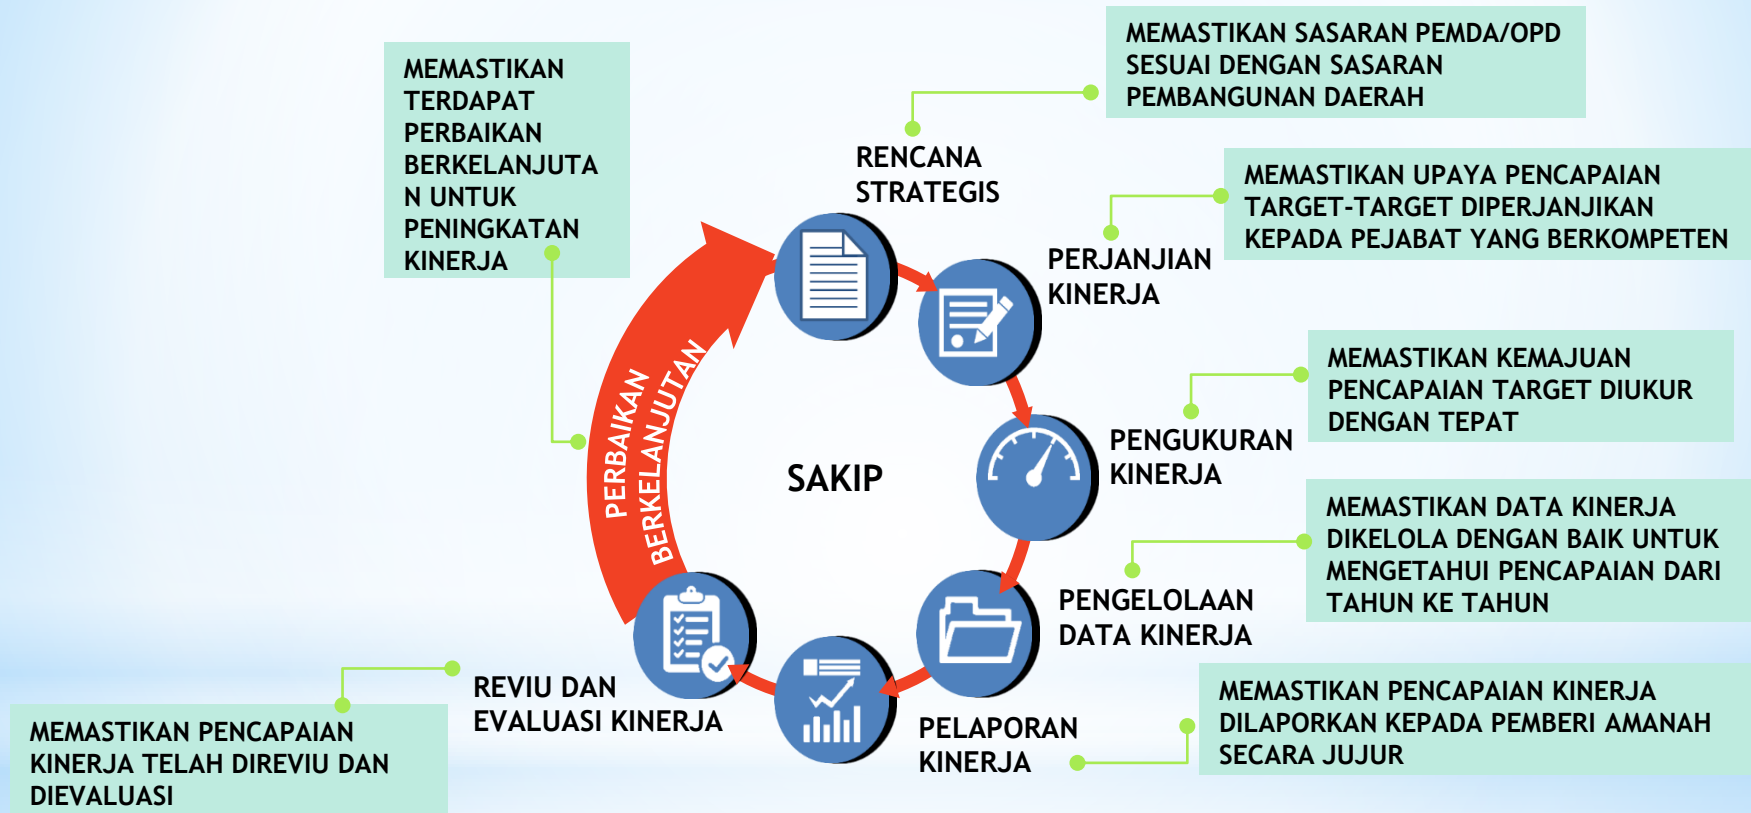 MEMASTIKAN SASARAN PEMDA/OPD
SESUAI DENGAN SASARAN
PEMBANGUNAN DAERAH
MEMASTIKAN
TERDAPAT
PERBAIKAN
BERKELANJUTA
N UNTUK
PENINGKATAN
KINERJA
RENCANA
STRATEGIS
MEMASTIKAN UPAYA PENCAPAIAN
TARGET-TARGET DIPERJANJIKAN
KEPADA PEJABAT YANG BERKOMPETEN
PERJANJIAN
KINERJA
MEMASTIKAN KEMAJUAN
PENCAPAIAN TARGET DIUKUR
DENGAN TEPAT
PENGUKURAN
KINERJA
PERBAIKAN
BERKELANJUTAN
SAKIP
MEMASTIKAN DATA KINERJA
DIKELOLA DENGAN BAIK UNTUK
MENGETAHUI PENCAPAIAN DARI
TAHUN KE TAHUN
PENGELOLAAN
DATA KINERJA
MEMASTIKAN PENCAPAIAN KINERJA
DILAPORKAN KEPADA PEMBERI AMANAH
SECARA JUJUR
PELAPORAN
KINERJA
REVIU DAN
EVALUASI KINERJA
MEMASTIKAN PENCAPAIAN
KINERJA TELAH DIREVIU DAN
DIEVALUASI